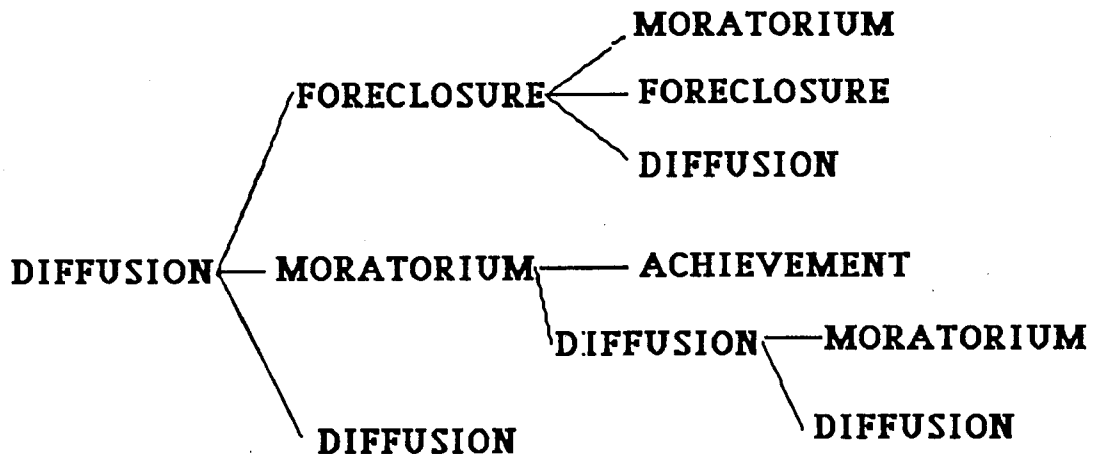 MORATORIUM
FORECLOSURE FORECLOSURE
DIFFUSION
DIFFUSION MORATORIUM ACHIEVEMENT
DIFFUSION MORATORIUM
DIFFUSION
DIFFUSION